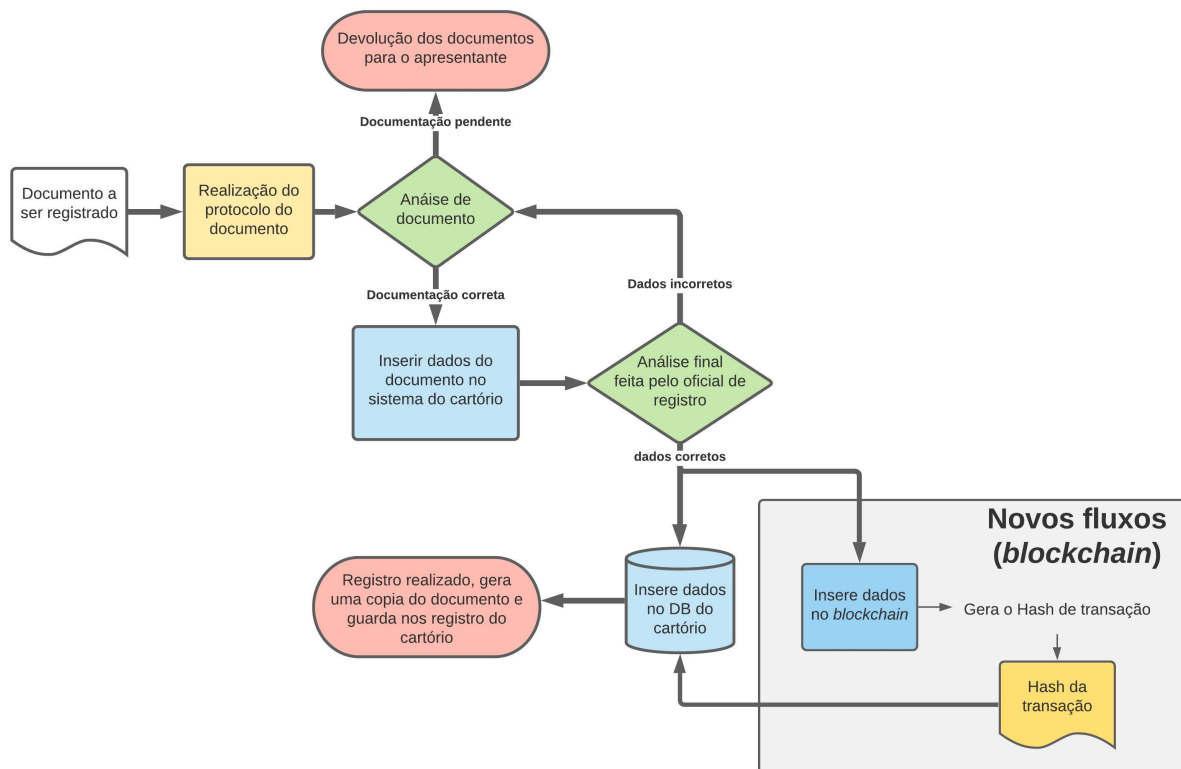 Devolução dos documentos
para o apresentante
Documentação pendente
Documento a
ser registrado
Realização do
protocolo do
documento
Anáise de
documento
Documentação correta
Dados incorretos
Inserir dados do
documento no
sistema do cartório
Análise final
feita pelo oficial de
registro
dados corretos
Novos fluxos
(blockchain)
Registro realizado, gera
uma copia do documento e
guarda nos registro do
cartório
Insere dados
no DB do
cartório
Insere dados
no blockchain
Gera o Hash de transação
Hash da
transação